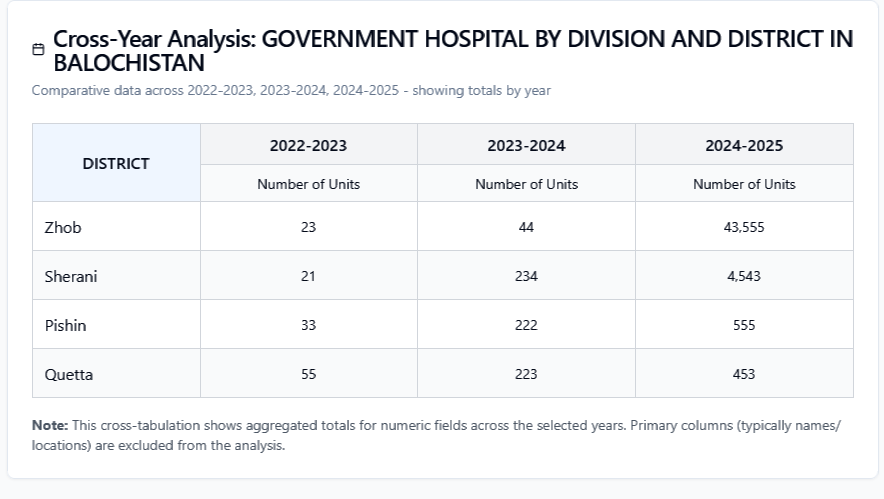 Cross-Year Analysis: GOVERNMENT HOSPITAL BY DIVISION AND DISTRICT IN
BALOCHISTAN
Comparative data across 2022-2023, 2023-2024, 2024-2025 - showing totals by year
DISTRICT 2022-2023 2023-2024 2024-2025
Number of Units Number of Units Number of Units
Zhob 23 44 43,555
Sherani 21 234 4,543
Pishin 33 222 555
Quetta 55 223 453
Note: This cross-tabulation shows aggregated totals for numeric fields across the selected years. Primary columns (typically names/
locations) are excluded from the analysis.